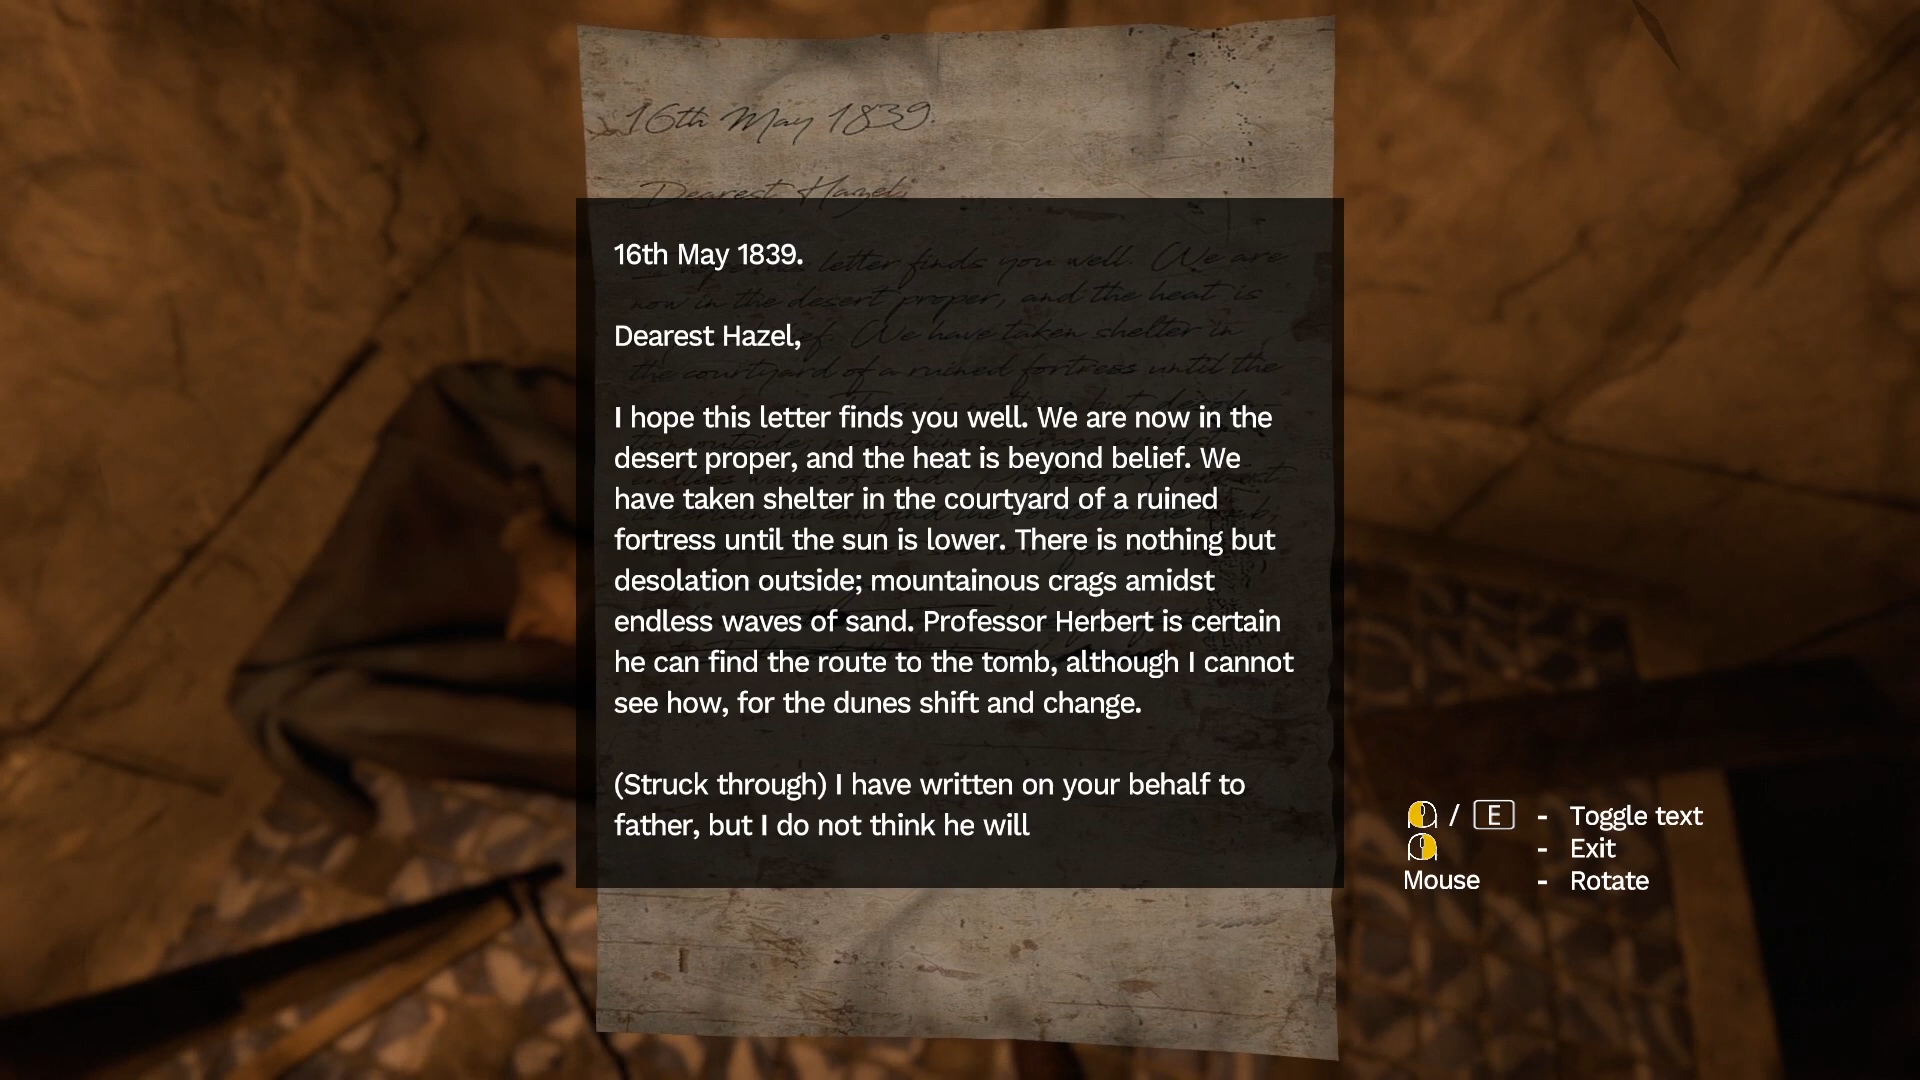 16th May 1839.
Dearest Hazel,
16th May 1839.
Dearest Hazel,
I hope this letter finds you well. We are now in the
desert proper, and the heat is beyond belief. We
have taken shelter in the courtyard of a ruined
fortress until the sun is lower. There is nothing but
desolation outside; mountainous crags amidst
endless waves of sand. Professor Herbert is certain
he can find the route to the tomb, although I cannot
see how, for the dunes shift and change.
(Struck through) I have written on your behalf to
father, but I do not think he will
/ E - Toggle text
- Exit
Mouse - Rotate